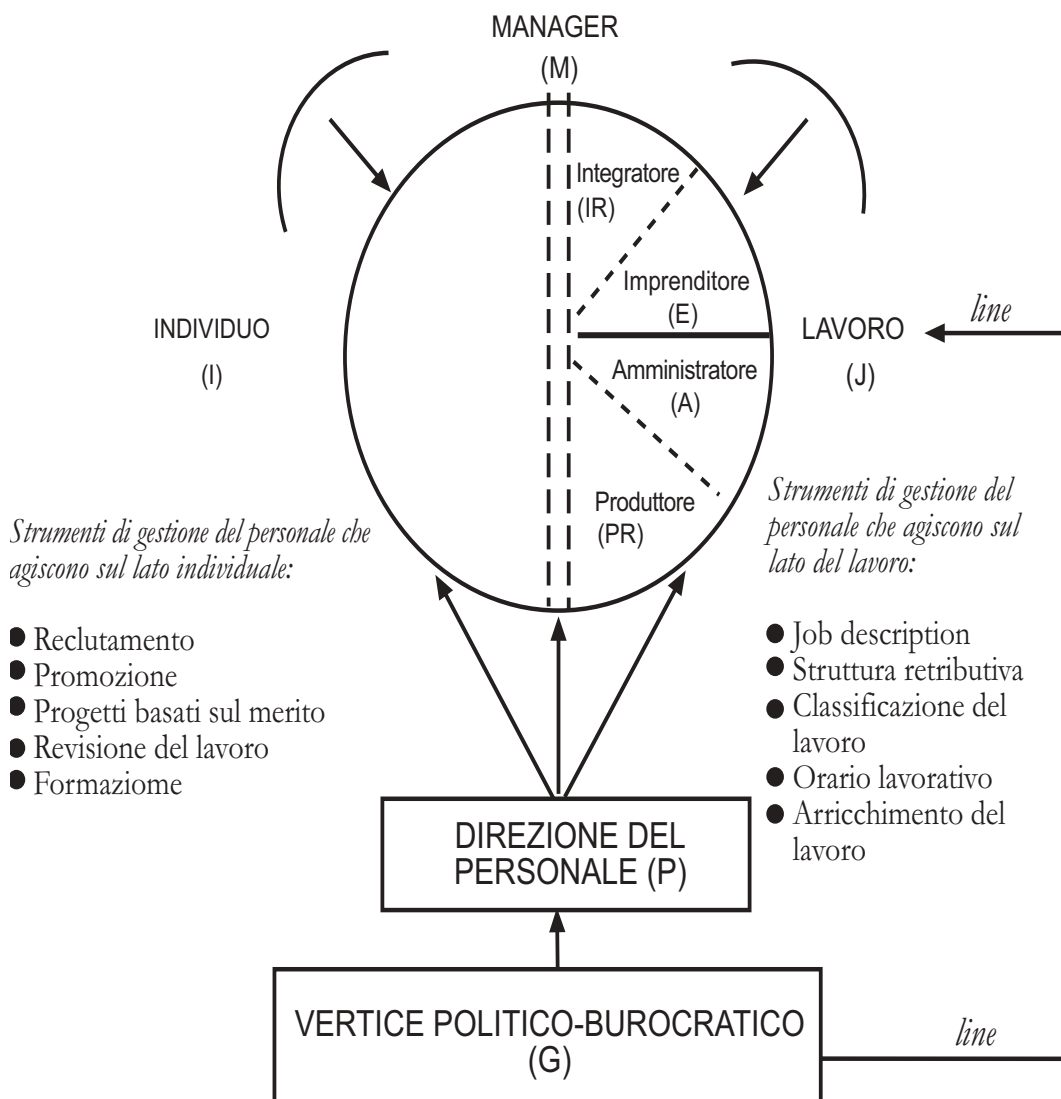 MANAGER
(M)
Integratore
(IR)
Imprenditore
(E)
INDIVIDUO
(I)
LAVORO
(J)
line
Amministratore
(A)
Produttore
(PR)
Strumenti di gestione del personale che
agiscono sul lato individuale:
● Reclutamento
● Promozione
● Progetti basati sul merito
● Revisione del lavoro
● Formaziome
Strumenti di gestione del
personale che agiscono sul
lato del lavoro:
● Job description
● Struttura retributiva
● Classificazione del
lavoro
● Orario lavorativo
● Arricchimento del
lavoro
DIREZIONE DEL
PERSONALE (P)
VERTICE POLITICO-BUROCRATICO
(G)
line